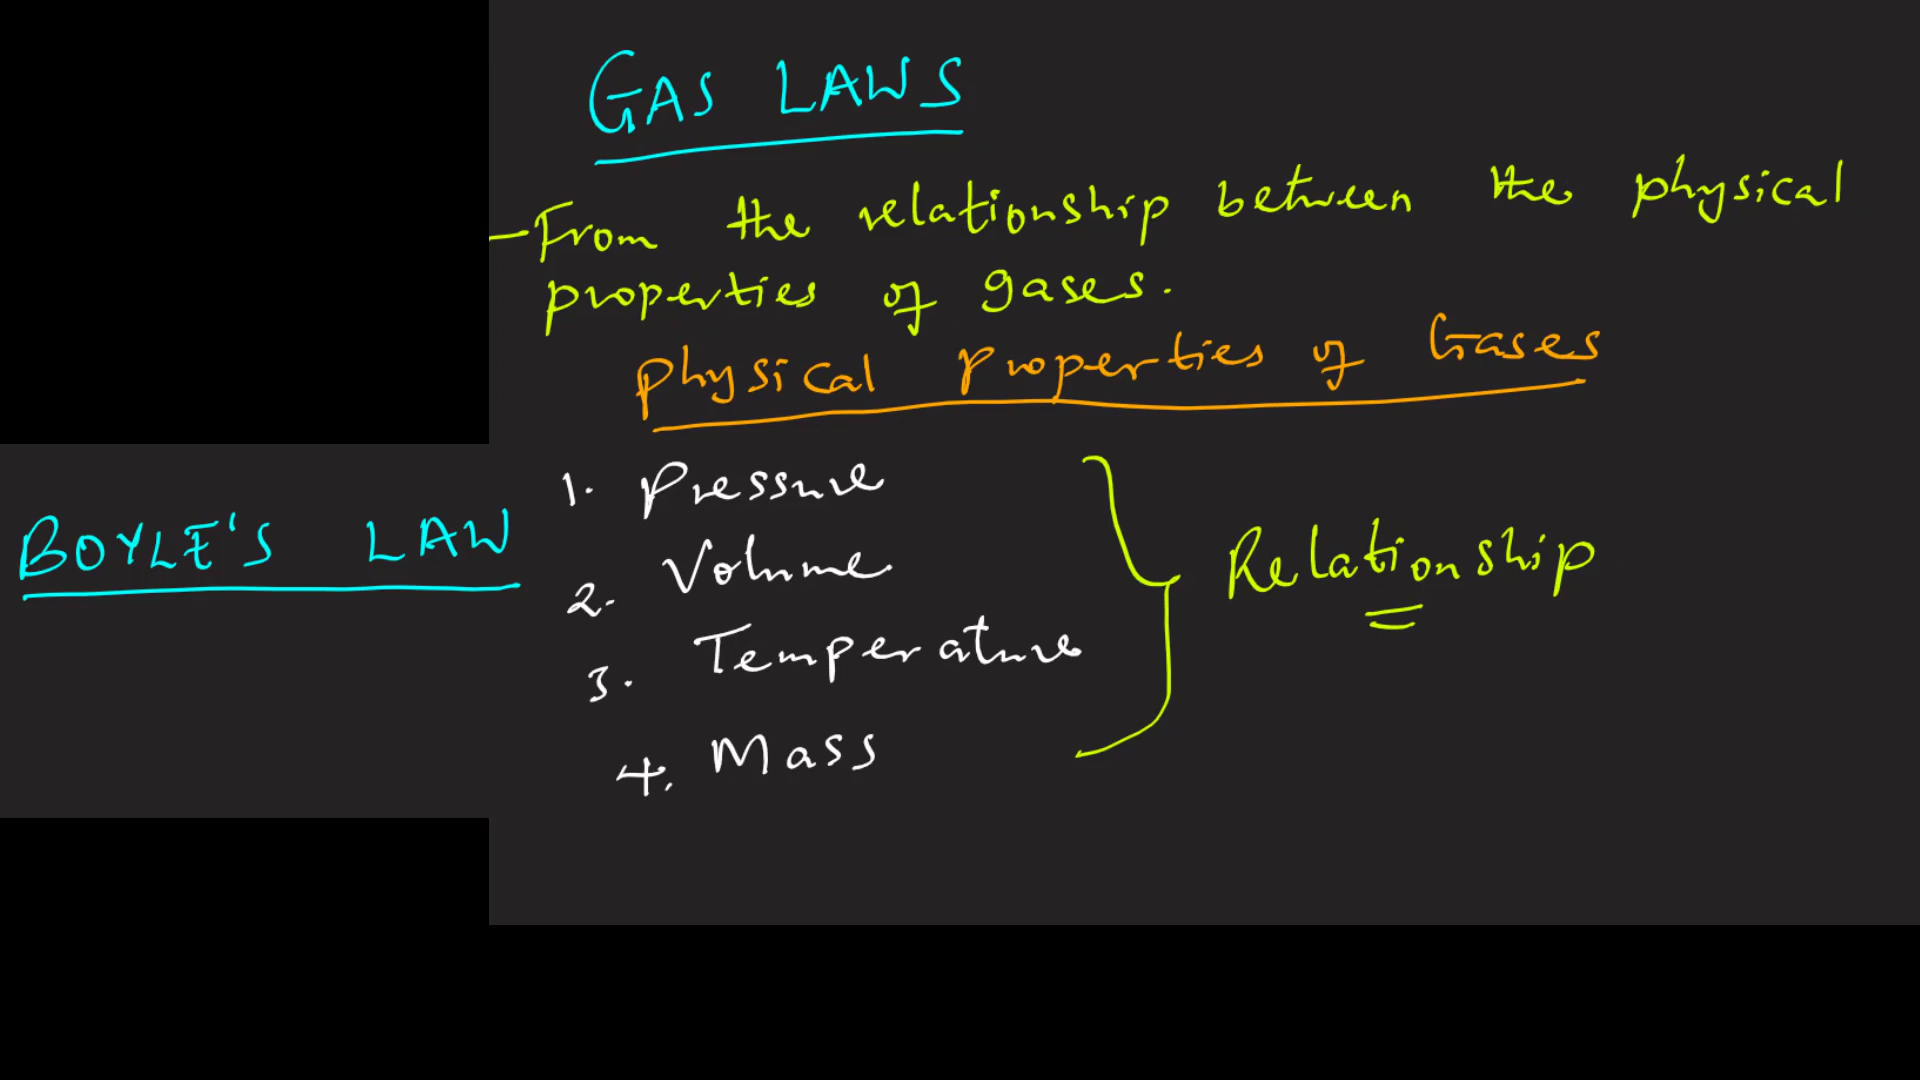 GAS LAWS
-From the relationship between the physical
properties of gases.
Physical Properties of Gases
1. Pressure
2. Volume
3. Temperature
4. Mass
Relationship
BOYLE'S LAW